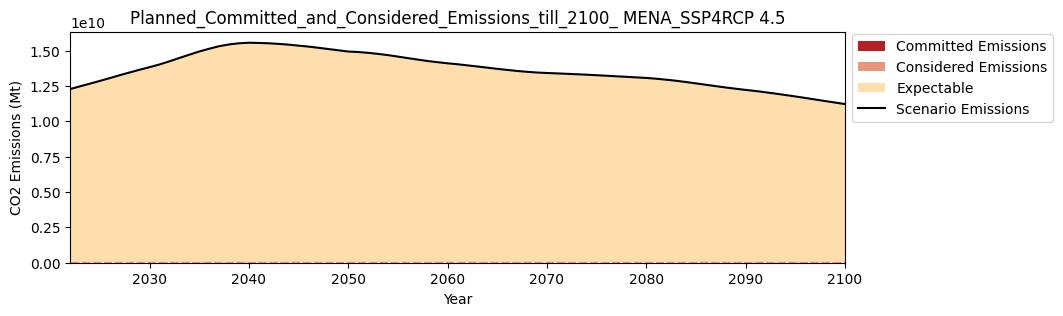 Planned_Committed_and_Considered_Emissions_till_2100_ MENA_SSP4RCP 4.5
1e10
1.50
1.25
1.00
0.75
0.50
0.25
0.00
CO2 Emissions (Mt)
2030 2040 2050 2060 2070 2080 2090 2100
Year
Committed Emissions
Considered Emissions
Expectable
Scenario Emissions